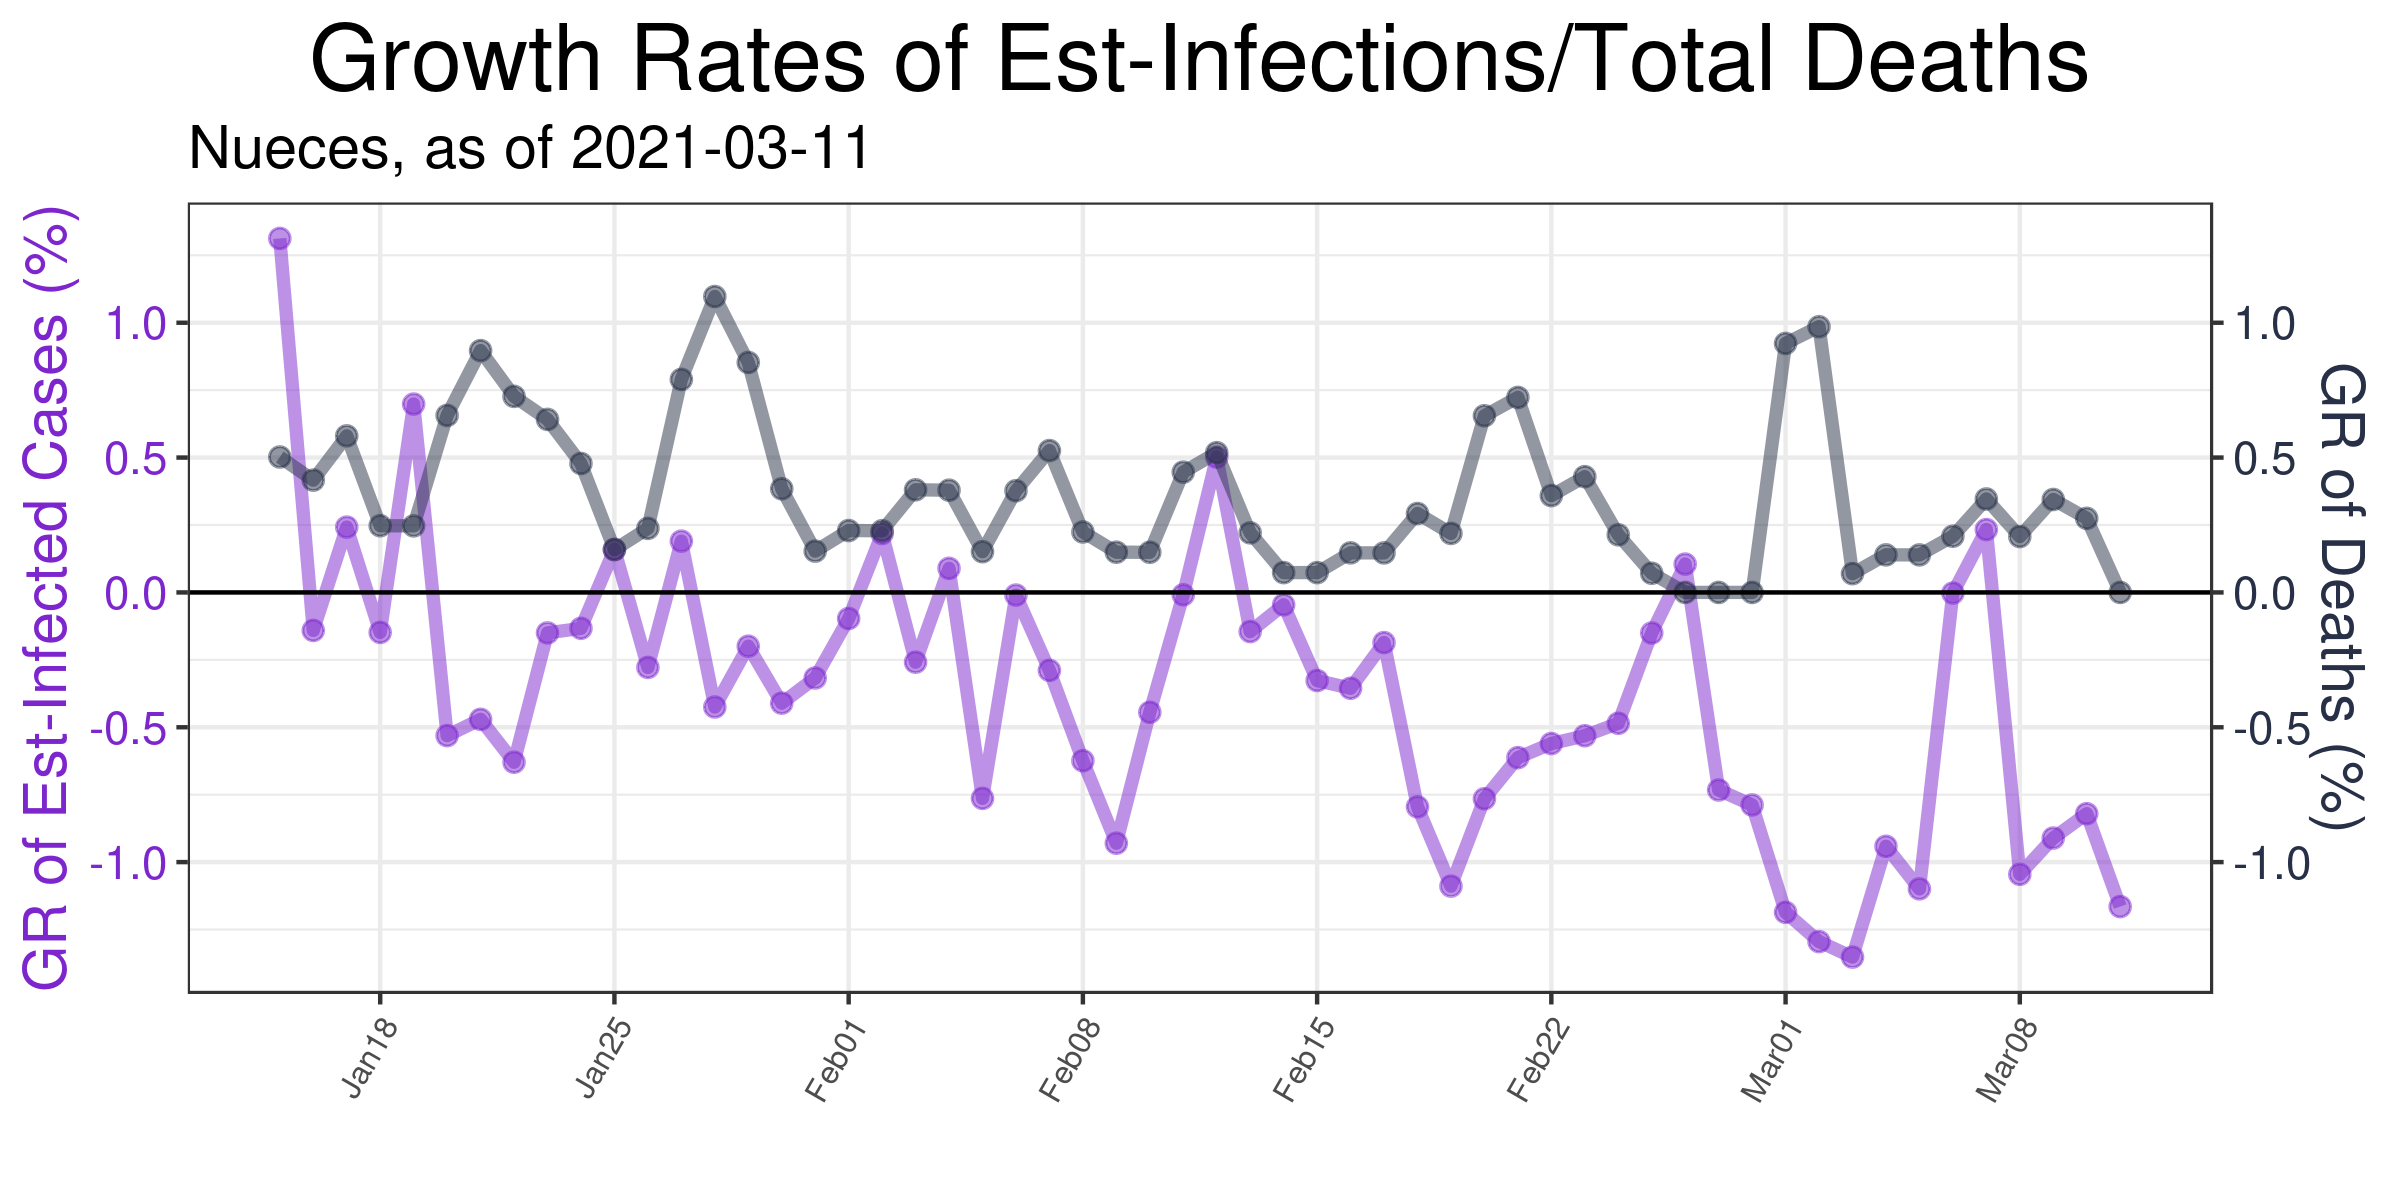 Growth Rates of Est-Infections/Total Deaths
Nueces, as of 2021-03-11
GR of Est-Infected Cases (%)
1.0
0.5
0.0
-0.5
-1.0
1.0
0.5
0.0
-0.5
-1.0
GR of Deaths (%)
Jan18
Jan25
Feb01
Feb08
Feb15
Feb22
Mar01
Mar08